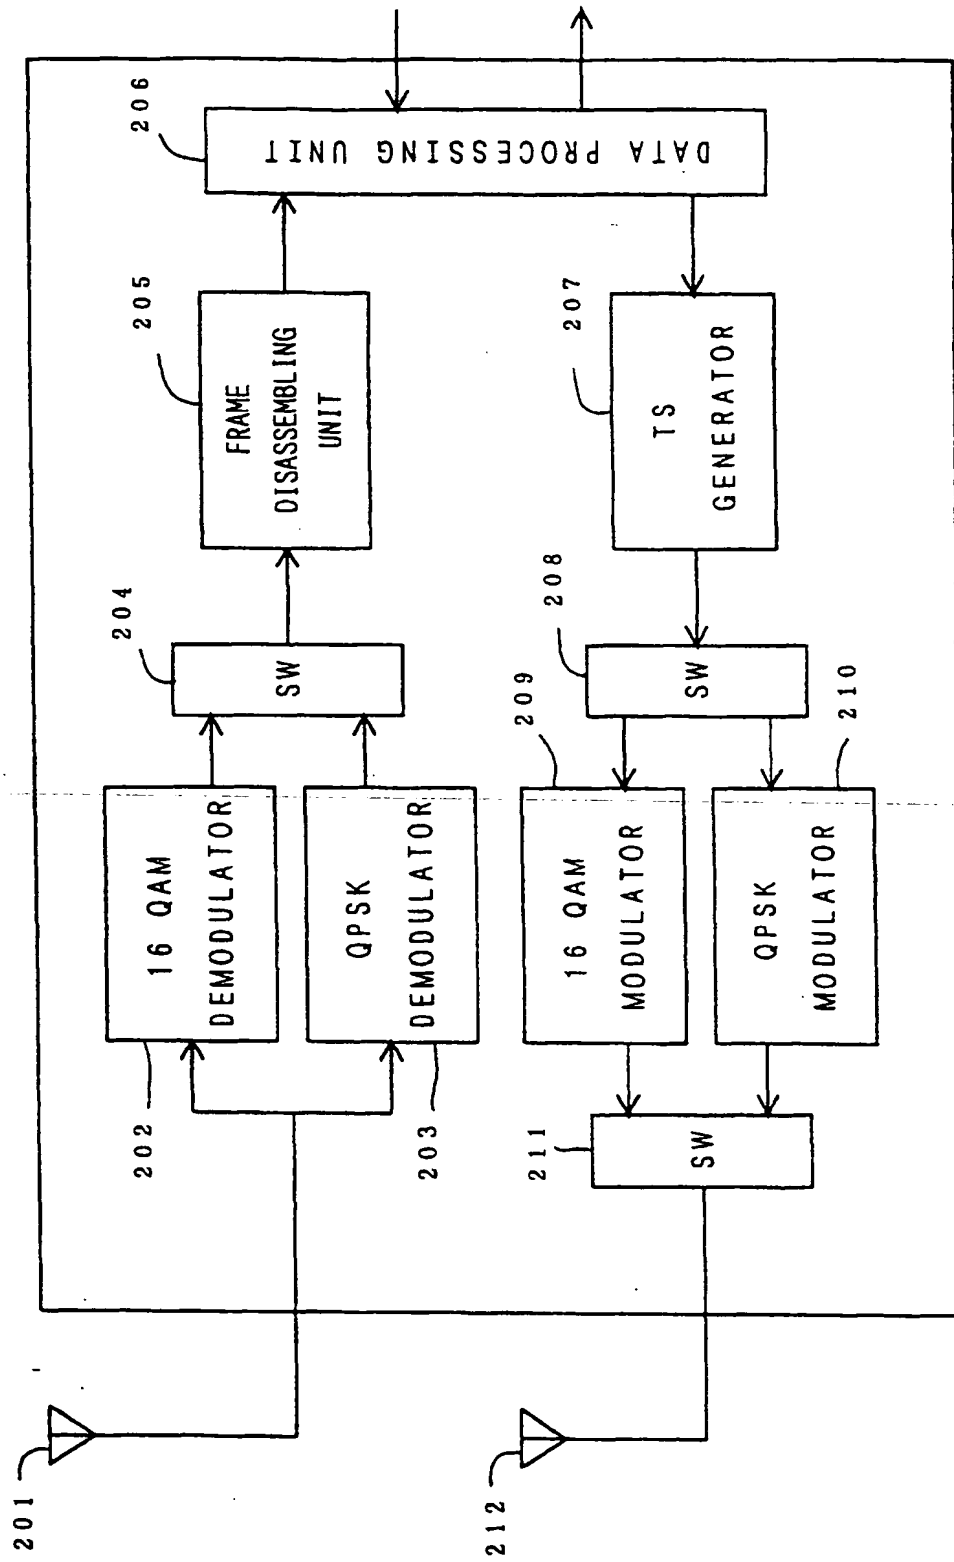 201
202
16 QAM
DEMODULATOR
203
QPSK
DEMODULATOR
204
SW
205
FRAME
DISASSEMBLING
UNIT
206
DATA PROCESSING UNIT
207
TS
GENERATOR
208
SW
209
16 QAM
MODULATOR
210
QPSK
MODULATOR
211
SW
212